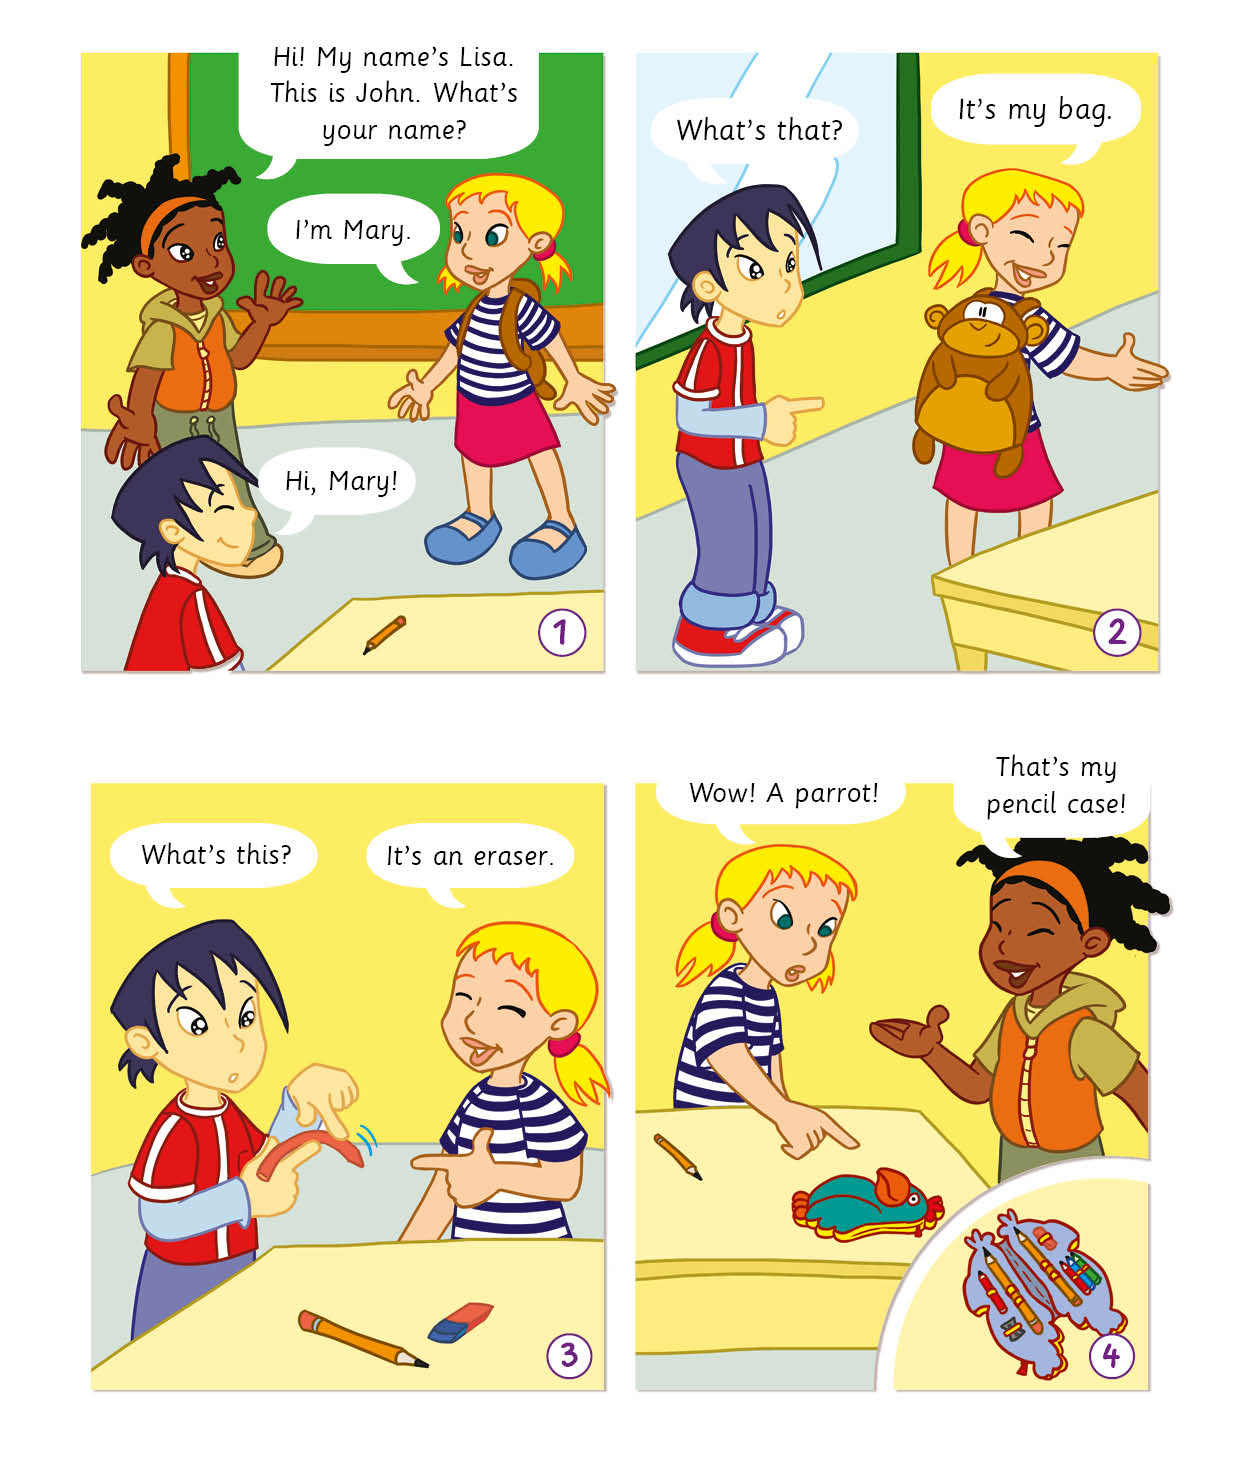 Hi! My name's Lisa.
This is John. What's
your name?
I'm Mary.
Hi, Mary!
1
What's that?
It's my bag.
2
What's this?
It's an eraser.
3
Wow! A parrot!
That's my
pencil case!
4